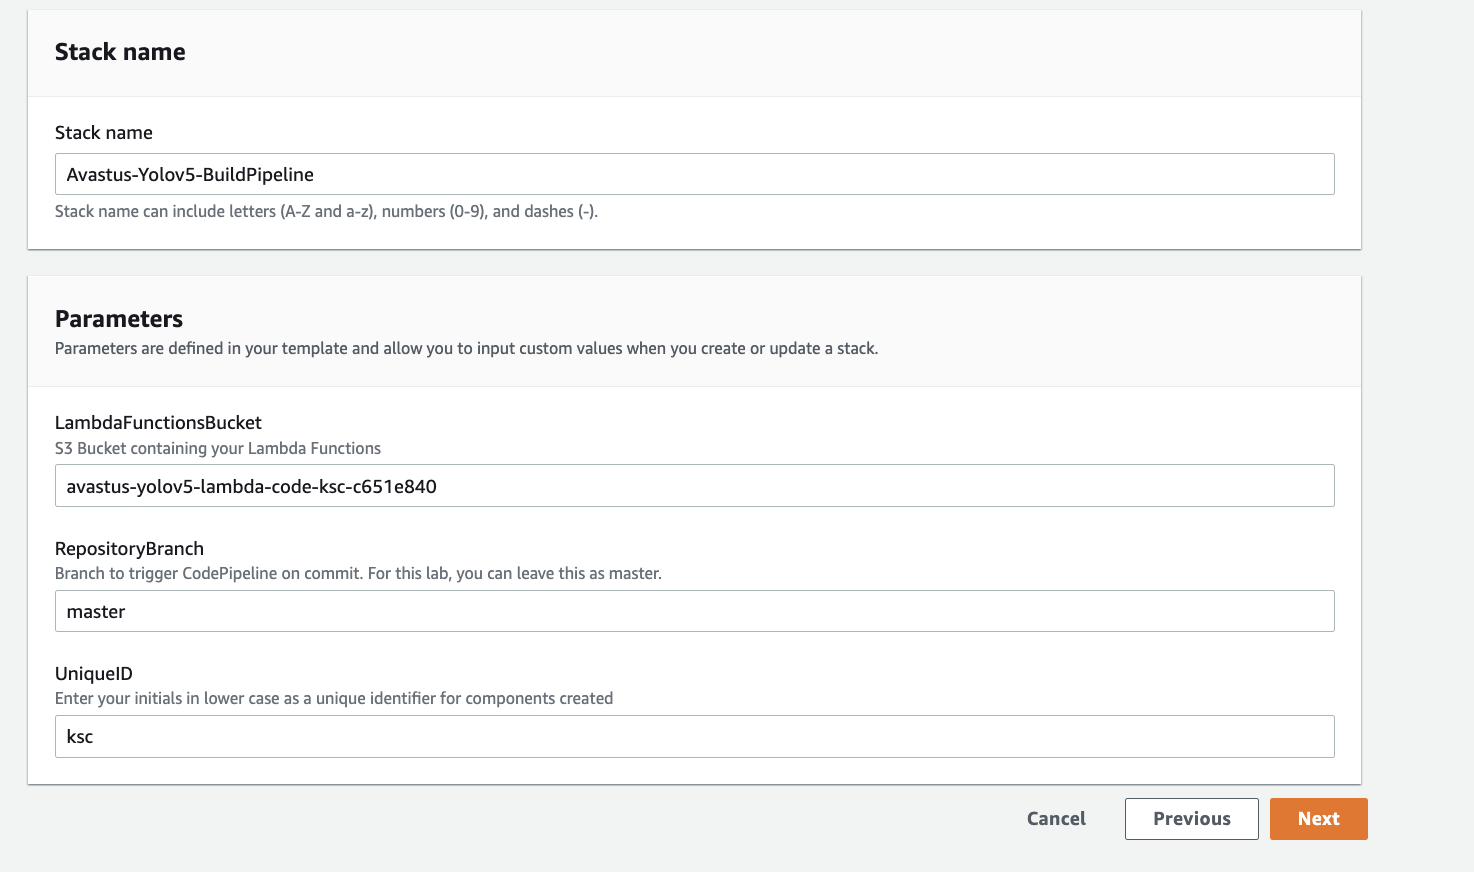 Stack name
Stack name
Avastus-Yolov5-BuildPipeline
Stack name can include letters (A-Z and a-z), numbers (0-9), and dashes (-).
Parameters
Parameters are defined in your template and allow you to input custom values when you create or update a stack.
LambdaFunctionsBucket
S3 Bucket containing your Lambda Functions
avastus-yolov5-lambda-code-ksc-c651e840
RepositoryBranch
Branch to trigger CodePipeline on commit. For this lab, you can leave this as master.
master
UniqueID
Enter your initials in lower case as a unique identifier for components created
ksc
Cancel Previous Next